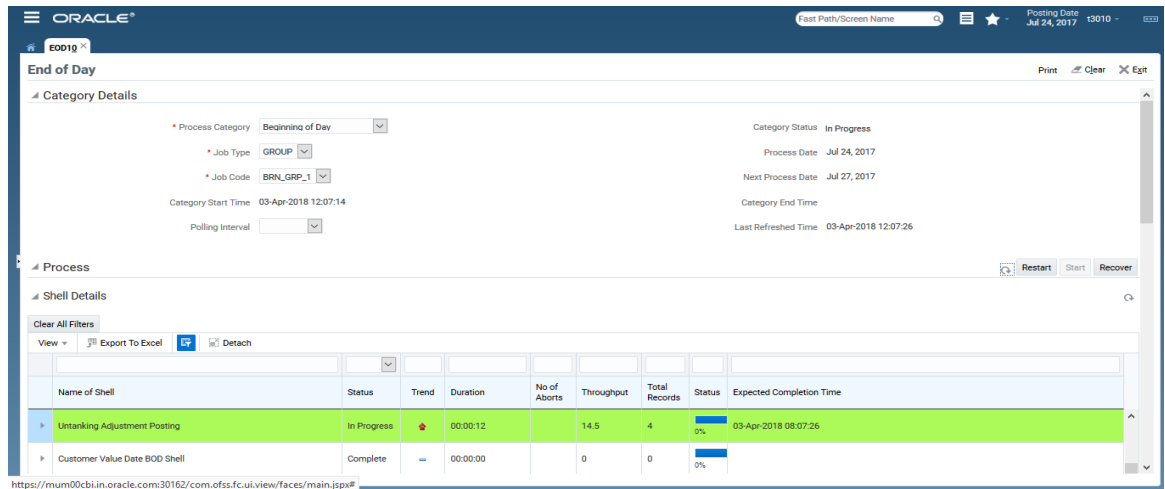 ORACLE®
Fast Path/Screen Name
Posting Date
Jul 24, 2017
t3010
EOD10
End of Day
Print Clear Exit
Category Details
* Process Category Beginning of Day
Category Status In Progress
* Job Type GROUP
Process Date Jul 24, 2017
* Job Code BRN_GRP_1
Next Process Date Jul 27, 2017
Category Start Time 03-Apr-2018 12:07:14
Category End Time
Polling Interval
Last Refreshed Time 03-Apr-2018 12:07:26
Process
Restart Start Recover
Shell Details
Clear All Filters
View Export To Excel Detach
Name of Shell Status Trend Duration No of Aborts Throughput Total Records Status Expected Completion Time
Untanking Adjustment Posting In Progress 00:00:12 14.5 4 0% 03-Apr-2018 08:07:26
Customer Value Date BOD Shell Complete 00:00:00 0 0 0%
https://mum00cbi.in.oracle.com:30162/com.ofss.fc.ui.view/faces/main.jspx#